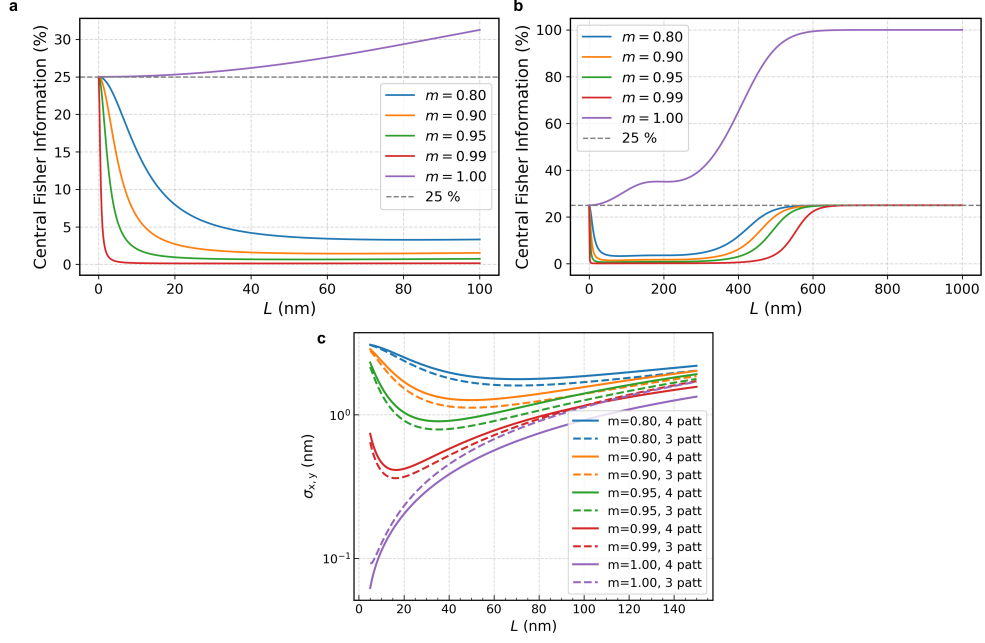 a
Central Fisher Information (%)
30
25
20
15
10
5
0
m = 0.80
m = 0.90
m = 0.95
m = 0.99
m = 1.00
25 %
0 20 40 60 80 100
L (nm)
b
Central Fisher Information (%)
100
80
60
40
20
0
m = 0.80
m = 0.90
m = 0.95
m = 0.99
m = 1.00
25 %
0 200 400 600 800 1000
L (nm)
c
σx, y (nm)
10⁰
10⁻¹
m=0.80, 4 patt
m=0.80, 3 patt
m=0.90, 4 patt
m=0.90, 3 patt
m=0.95, 4 patt
m=0.95, 3 patt
m=0.99, 4 patt
m=0.99, 3 patt
m=1.00, 4 patt
m=1.00, 3 patt
0 20 40 60 80 100 120 140
L (nm)